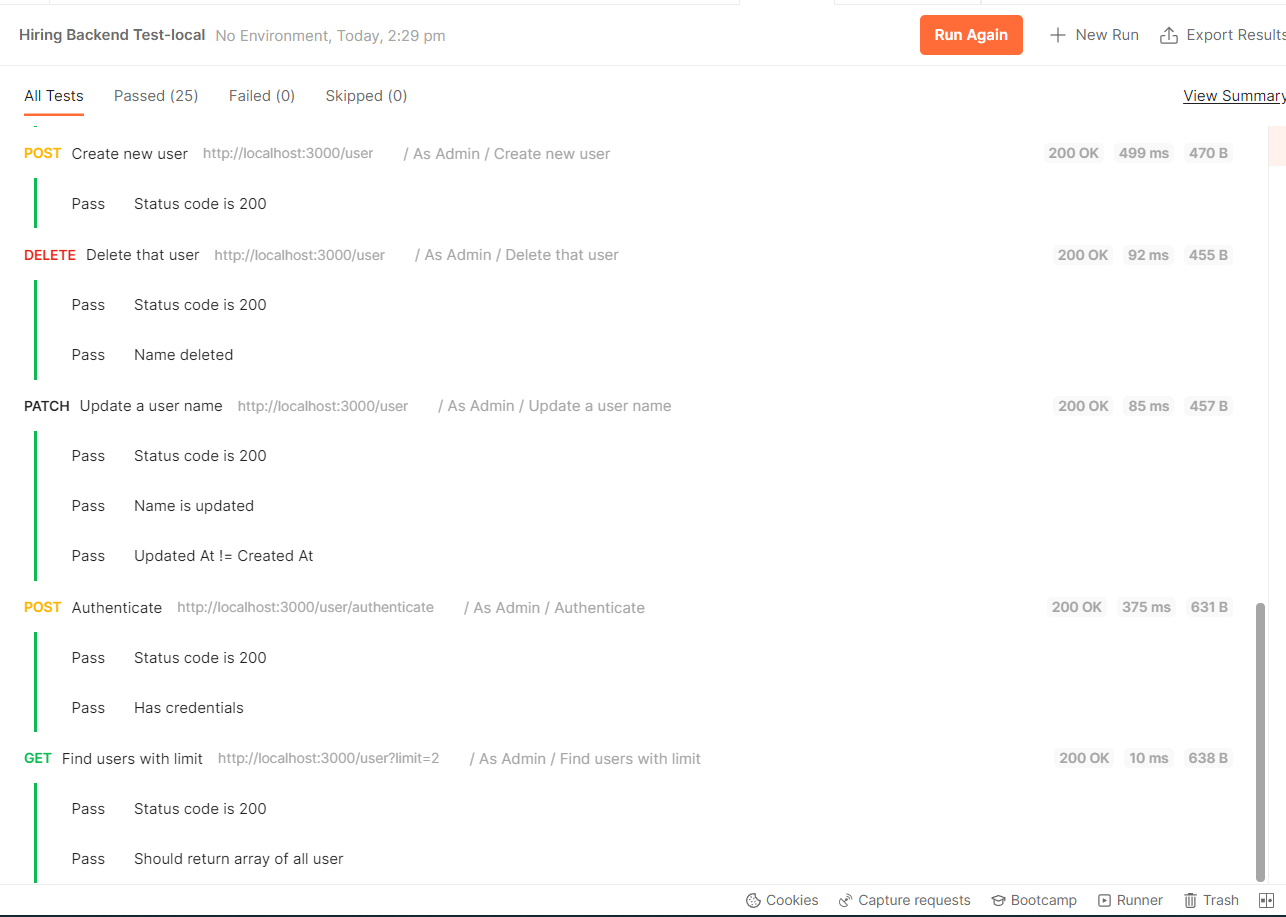 Hiring Backend Test-local No Environment, Today, 2:29 pm Run Again New Run Export Results
All Tests Passed (25) Failed (0) Skipped (0) View Summary
POST Create new user http://localhost:3000/user / As Admin / Create new user 200 OK 499 ms 470 B
Pass Status code is 200
DELETE Delete that user http://localhost:3000/user / As Admin / Delete that user 200 OK 92 ms 455 B
Pass Status code is 200
Pass Name deleted
PATCH Update a user name http://localhost:3000/user / As Admin / Update a user name 200 OK 85 ms 457 B
Pass Status code is 200
Pass Name is updated
Pass Updated At != Created At
POST Authenticate http://localhost:3000/user/authenticate / As Admin / Authenticate 200 OK 375 ms 631 B
Pass Status code is 200
Pass Has credentials
GET Find users with limit http://localhost:3000/user?limit=2 / As Admin / Find users with limit 200 OK 10 ms 638 B
Pass Status code is 200
Pass Should return array of all user
Cookies Capture requests Bootcamp Runner Trash